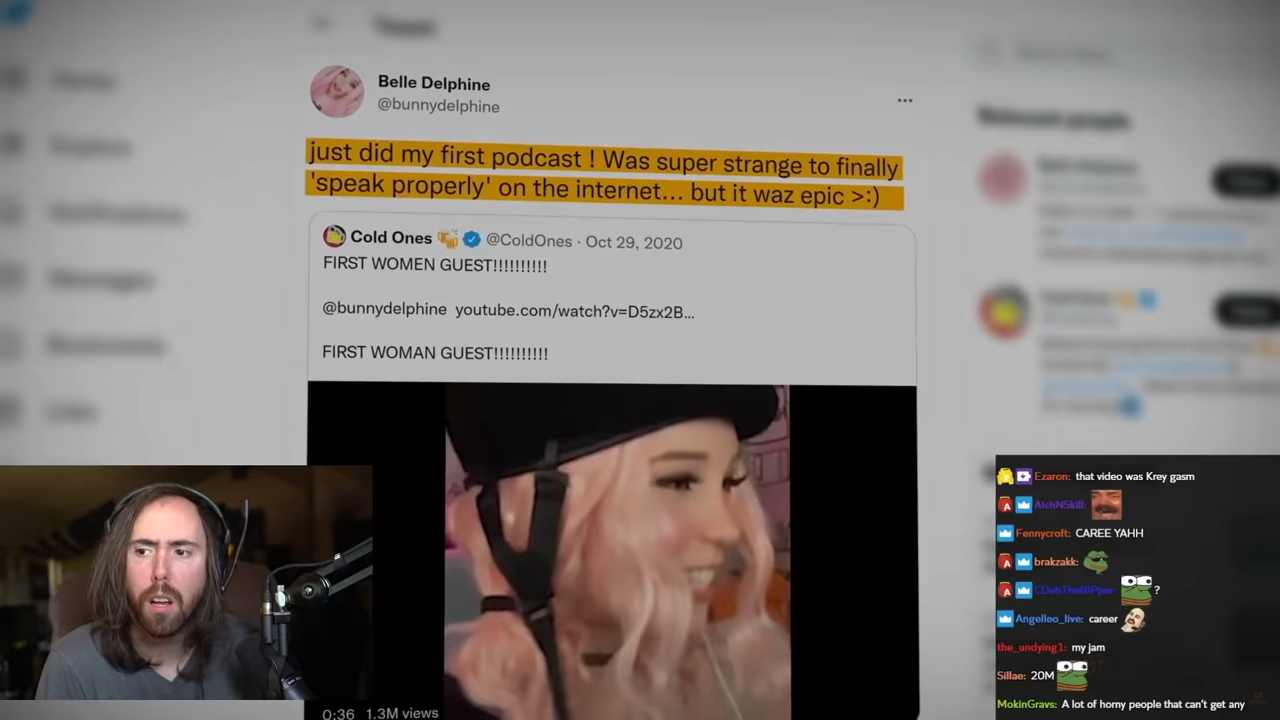 Belle Delphine
@bunnydelphine
just did my first podcast ! Was super strange to finally
'speak properly' on the internet... but it waz epic >:)
Cold Ones @ColdOnes · Oct 29, 2020
FIRST WOMEN GUEST!!!!!!!!!!
@bunnydelphine youtube.com/watch?v=D5zx2B...
FIRST WOMAN GUEST!!!!!!!!!!
0:36 1.3M views
Relevant people
Ezaron: that video was Krey gasm
AlchNSkill:
Fennycroft: CAREE YAHH
brakzakk:
?
Angelleo_live: career
the_undying1: my jam
Sillae: 20M
MokinGravs: A lot of horny people that can't get any